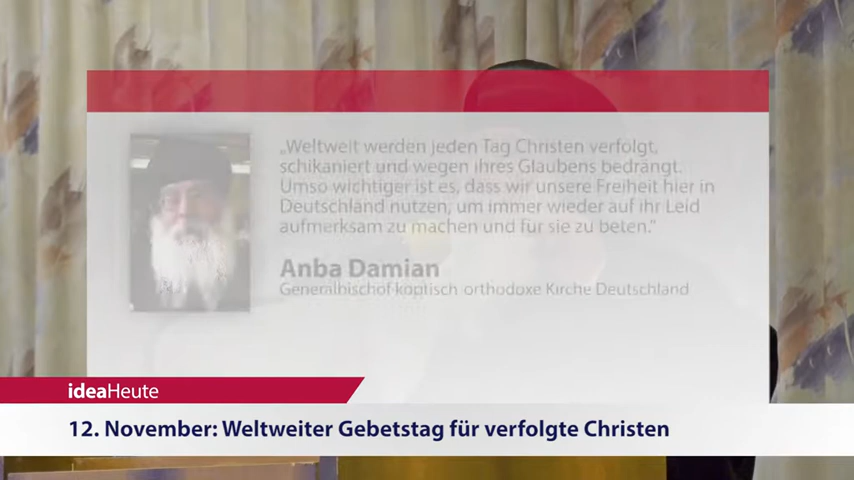 „Weltweit werden jeden Tag Christen verfolgt,
schikaniert und wegen ihres Glaubens bedrängt.
Umso wichtiger ist es, dass wir unsere Freiheit hier in
Deutschland nutzen, um immer wieder auf ihr Leid
aufmerksam zu machen und für sie zu beten.“
Anba Damian
Generalbischof koptisch-orthodoxe Kirche Deutschland
ideaHeute
12. November: Weltweiter Gebetstag für verfolgte Christen